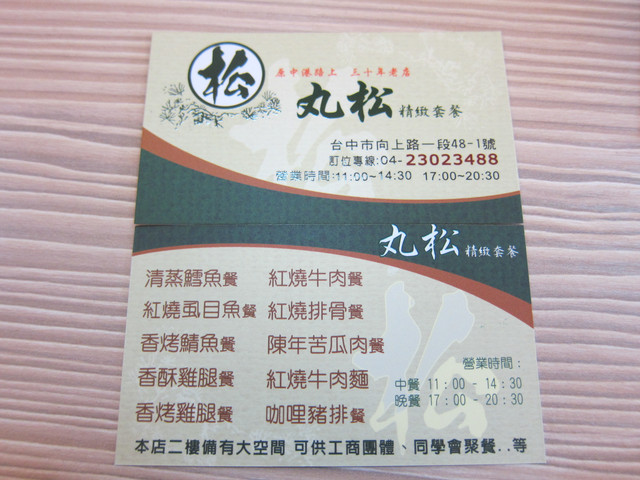 松
原中港路上 三十年老店
丸松 精緻套餐
台中市向上路一段48-1號
訂位專線:04-23023488
營業時間:11:00~14:30 17:00~20:30
丸松 精緻套餐
清蒸鱈魚餐 紅燒牛肉餐
紅燒虱目魚餐 紅燒排骨餐
香烤鯖魚餐 陳年苦瓜肉餐
香酥雞腿餐 紅燒牛肉麵
香烤雞腿餐 咖哩豬排餐
營業時間：
中餐 11：00 - 14：30
晚餐 17：00 - 20：30
松
本店二樓備有大空間 可供工商團體、同學會聚餐..等